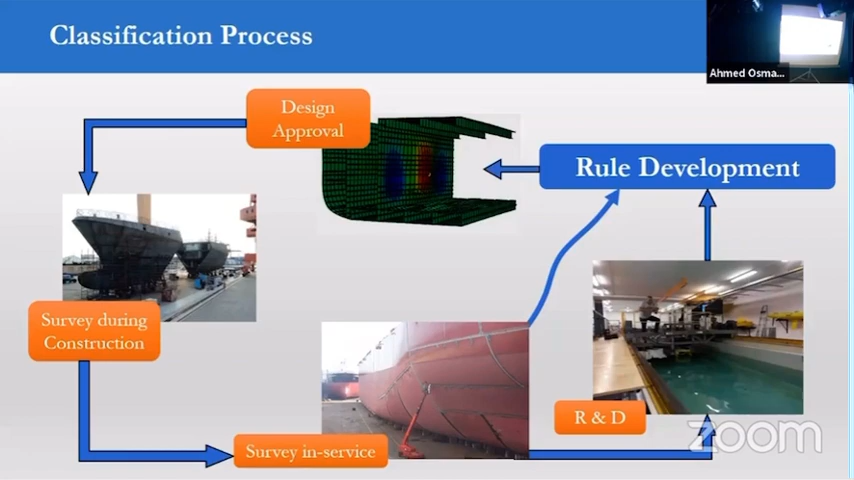 Classification Process
Ahmed Osma...
Design
Approval
Rule Development
Survey during
Construction
R & D
Survey in-service
zoom